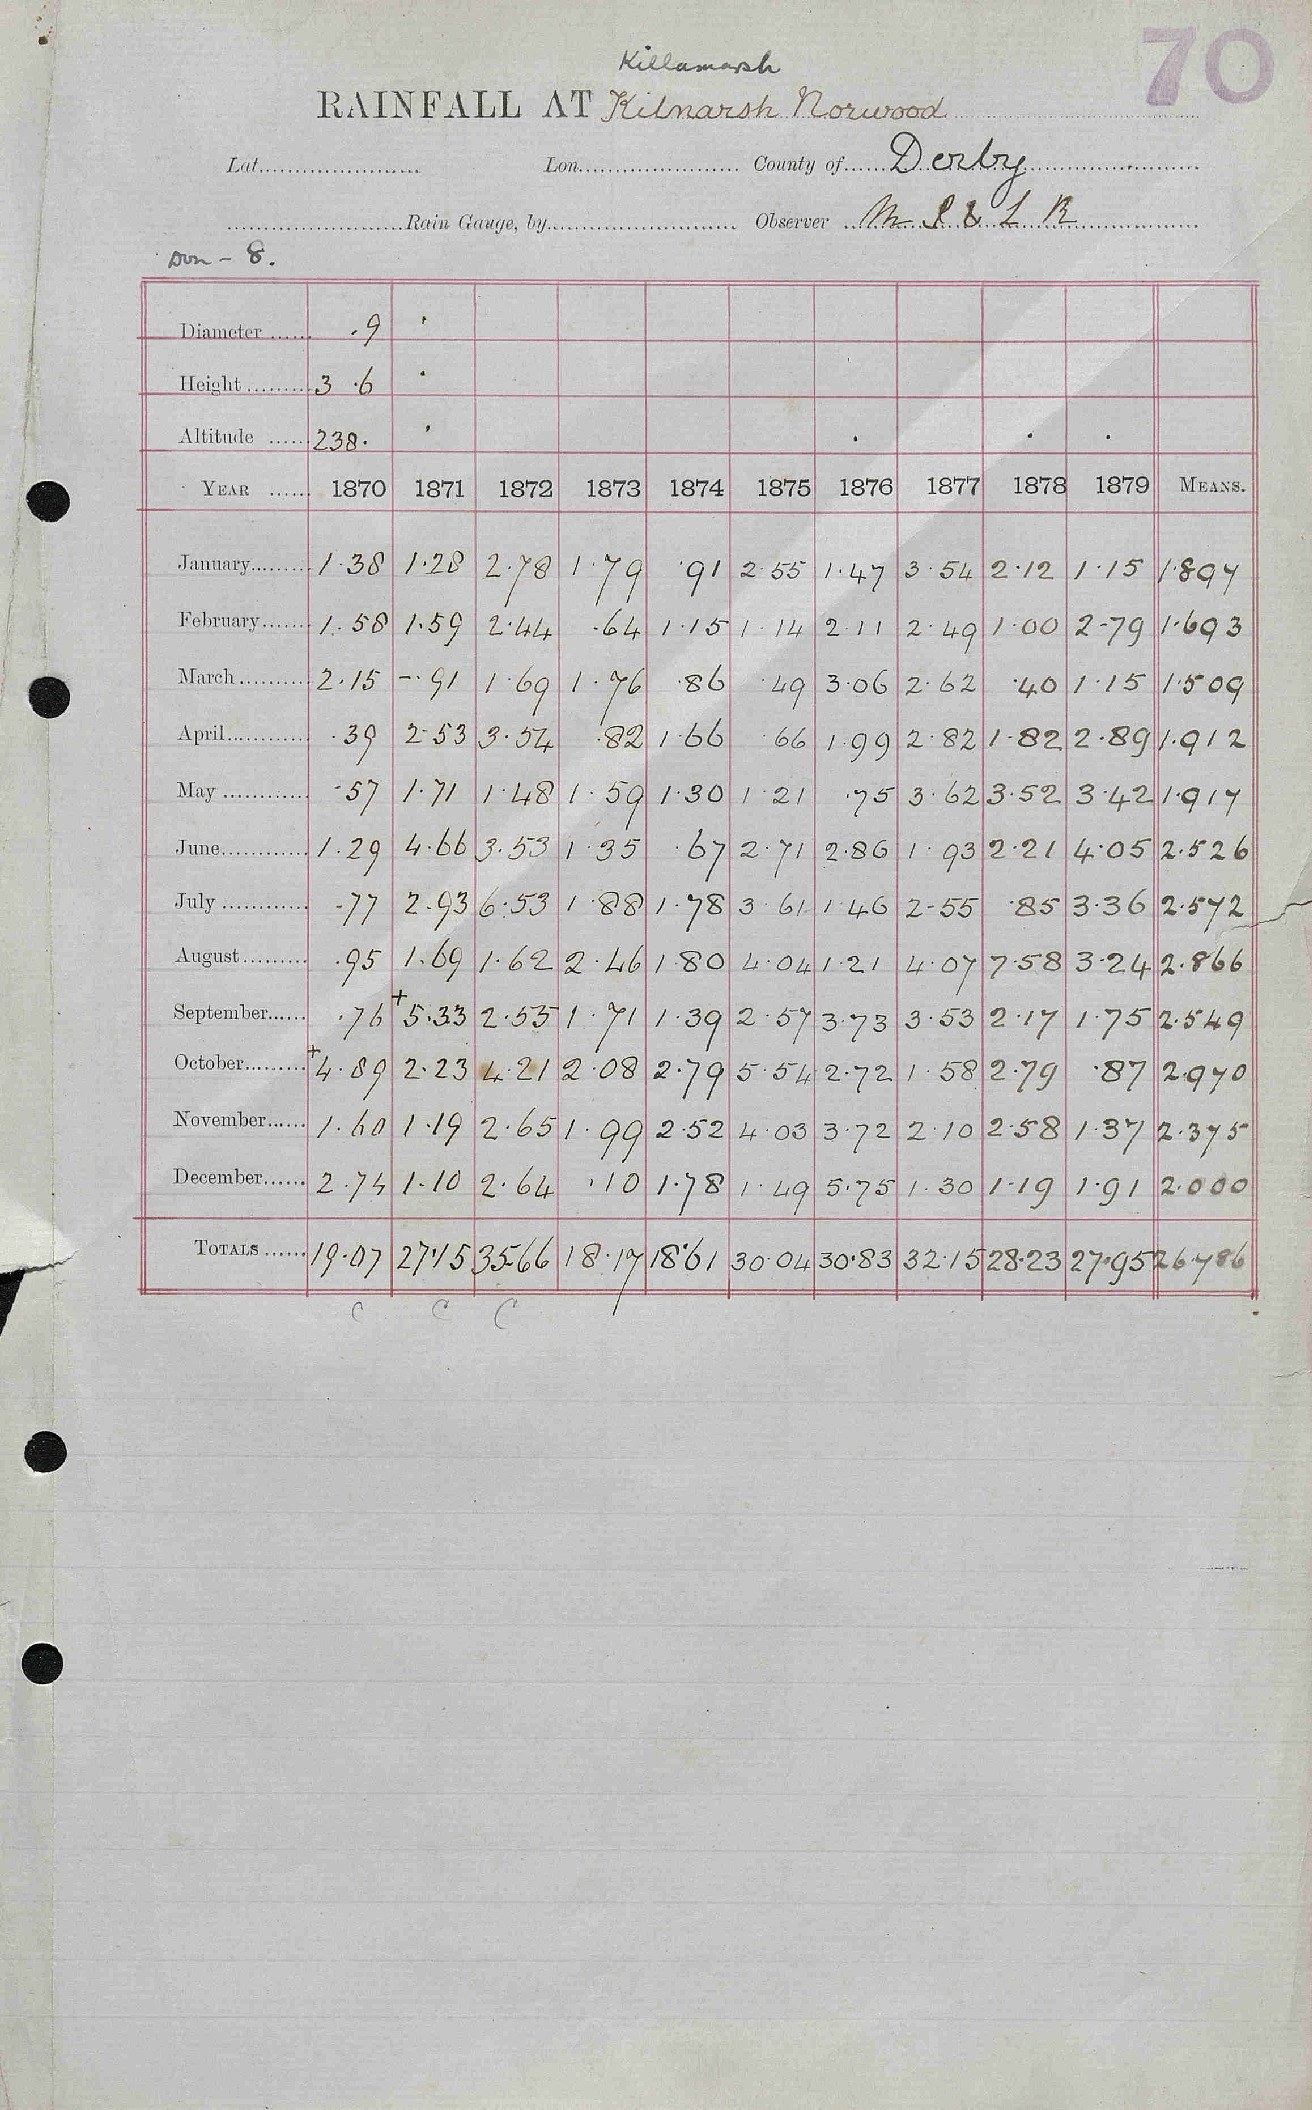 70
Killamarsh
RAINFALL AT Kilnarsh Norwood
Lat. Lon. County of Derby
Rain Gauge, by Observer M S & L R
Don - 8.
Diameter .9
Height 3 .6
Altitude 238.
YEAR 1870 1871 1872 1873 1874 1875 1876 1877 1878 1879 MEANS.
January 1.38 1.28 2.78 1.79 .91 2.55 1.47 3.54 2.12 1.15 1.897
February 1.58 1.59 2.44 .64 1.15 1.14 2.11 2.49 1.00 2.79 1.693
March 2.15 -.91 1.69 1.76 .86 .49 3.06 2.62 .40 1.15 1.509
April .39 2.53 3.54 .82 1.66 .66 1.99 2.82 1.82 2.89 1.912
May .57 1.71 1.48 1.59 1.30 1.21 .75 3.62 3.52 3.42 1.917
June 1.29 4.66 3.53 1.35 .67 2.71 2.86 1.93 2.21 4.05 2.526
July .77 2.93 6.53 1.88 1.78 3.61 1.46 2.55 .85 3.36 2.572
August .95 1.69 1.62 2.46 1.80 4.04 1.21 4.07 7.58 3.24 2.866
September .76 +5.33 2.55 1.71 1.39 2.57 3.73 3.53 2.17 1.75 2.549
October +4.89 2.23 4.21 2.08 2.79 5.54 2.72 1.58 2.79 .87 2.970
November 1.60 1.19 2.65 1.99 2.52 4.03 3.72 2.10 2.58 1.37 2.375
December 2.74 1.10 2.64 .10 1.78 1.49 5.75 1.30 1.19 1.91 2.000
TOTALS 19.07 27.15 35.66 18.17 18.61 30.04 30.83 32.15 28.23 27.95 26.786
C C C